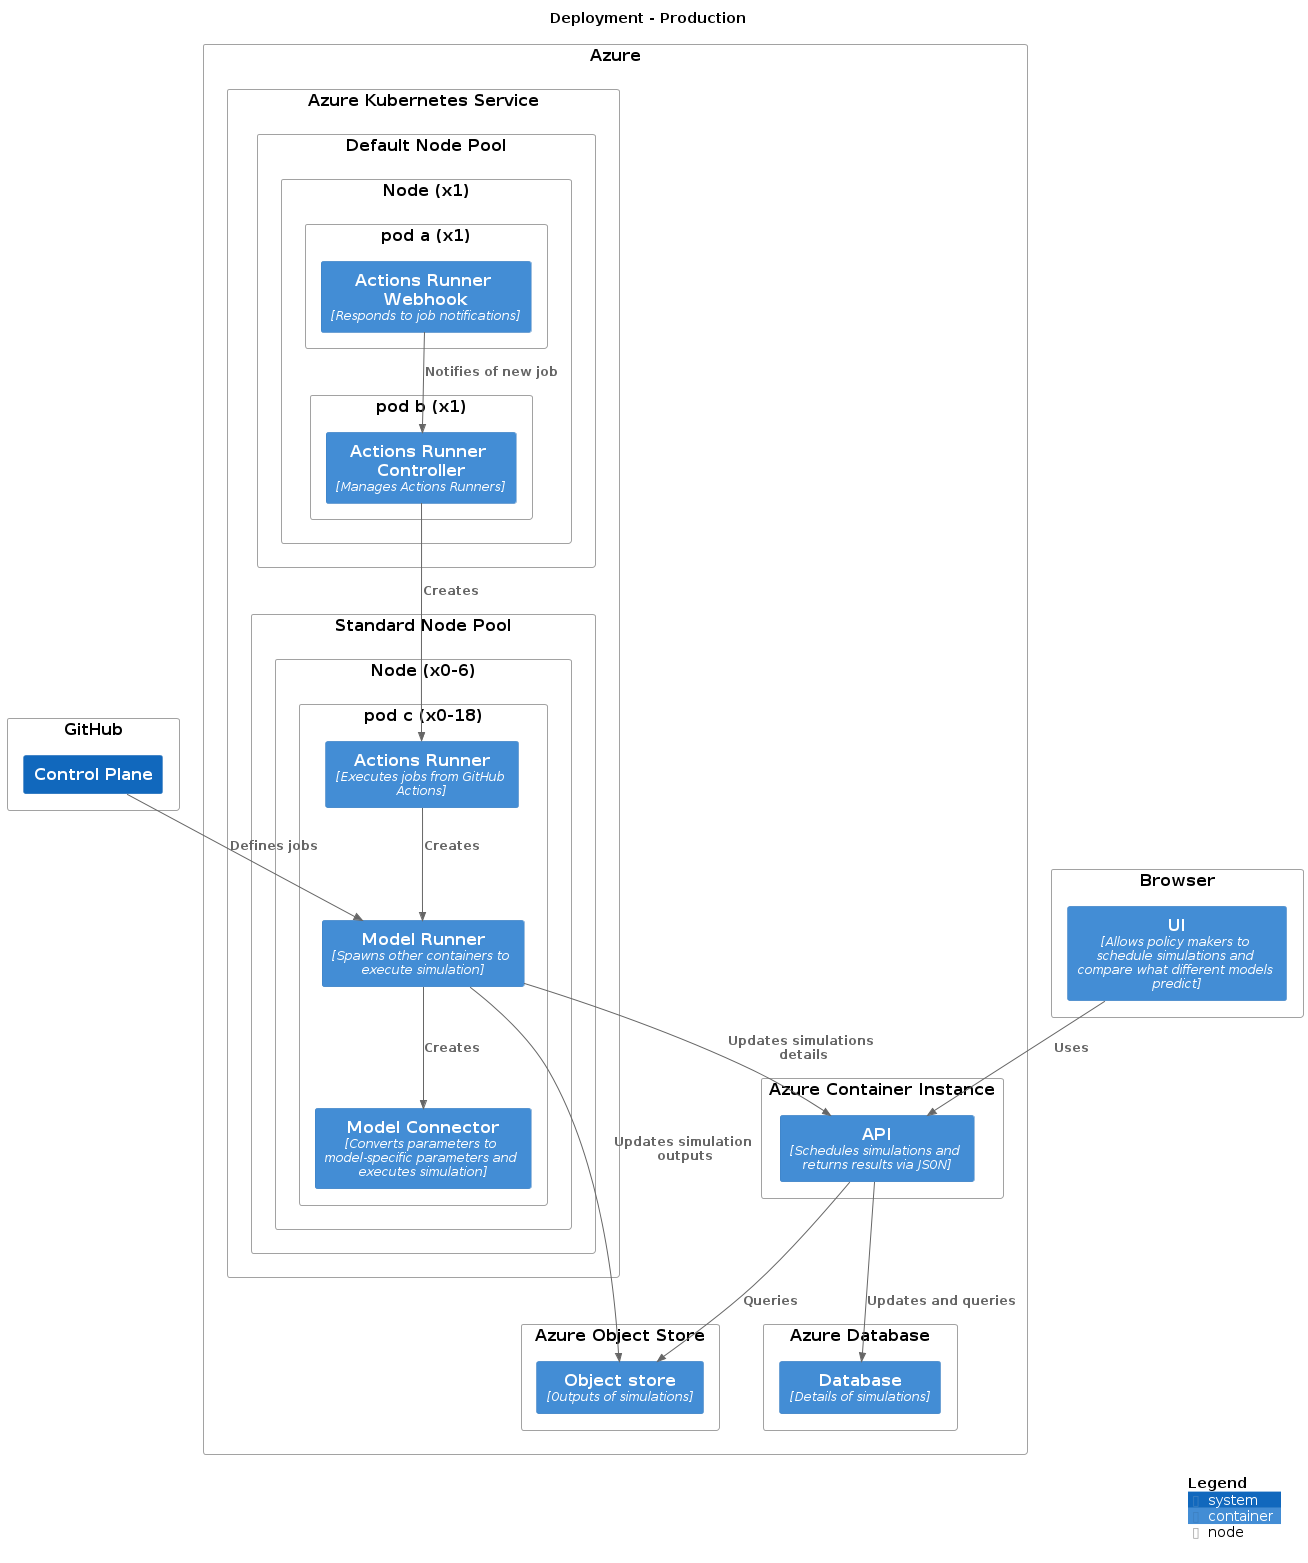 Deployment - Production
Azure
Azure Kubernetes Service
Default Node Pool
Node (x1)
pod a (x1)
Actions Runner
Webhook
[Responds to job notifications]
Notifies of new job
pod b (x1)
Actions Runner
Controller
[Manages Actions Runners]
Creates
Standard Node Pool
Node (x0-6)
pod c (x0-18)
Actions Runner
[Executes jobs from GitHub
Actions]
GitHub
Control Plane
Defines jobs
Creates
Model Runner
[Spawns other containers to
execute simulation]
Browser
UI
[Allows policy makers to
schedule simulations and
compare what different models
predict]
Creates
Updates simulations
details
Uses
Model Connector
[Converts parameters to
model-specific parameters and
executes simulation]
Updates simulation
outputs
Azure Container Instance
API
[Schedules simulations and
returns results via JSON]
Queries
Updates and queries
Azure Object Store
Object store
[Outputs of simulations]
Azure Database
Database
[Details of simulations]
Legend
system
container
node